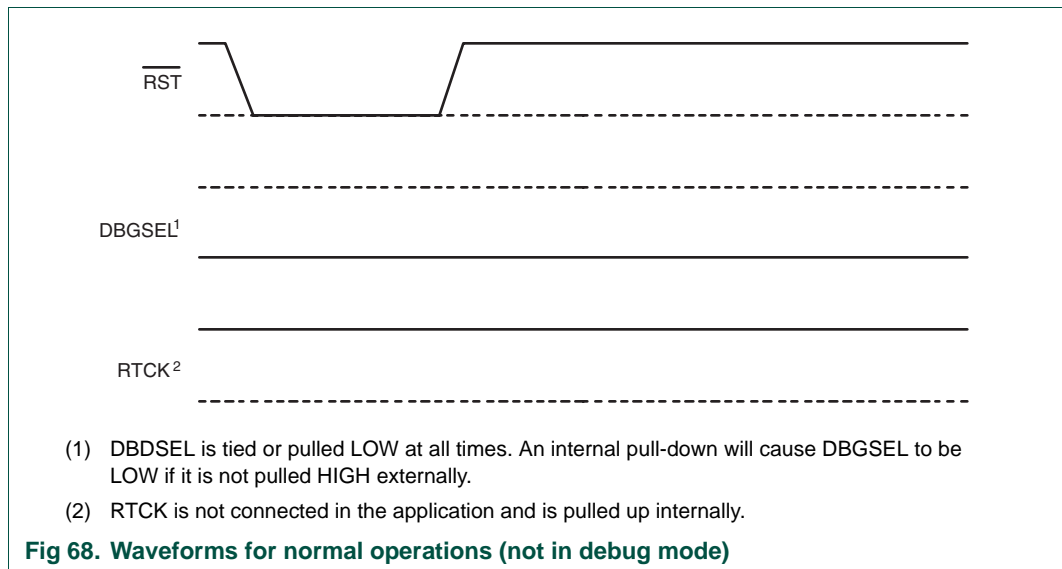 RST
DBGSEL1
RTCK 2
(1) DBDSEL is tied or pulled LOW at all times. An internal pull-down will cause DBGSEL to be
LOW if it is not pulled HIGH externally.
(2) RTCK is not connected in the application and is pulled up internally.
Fig 68. Waveforms for normal operations (not in debug mode)